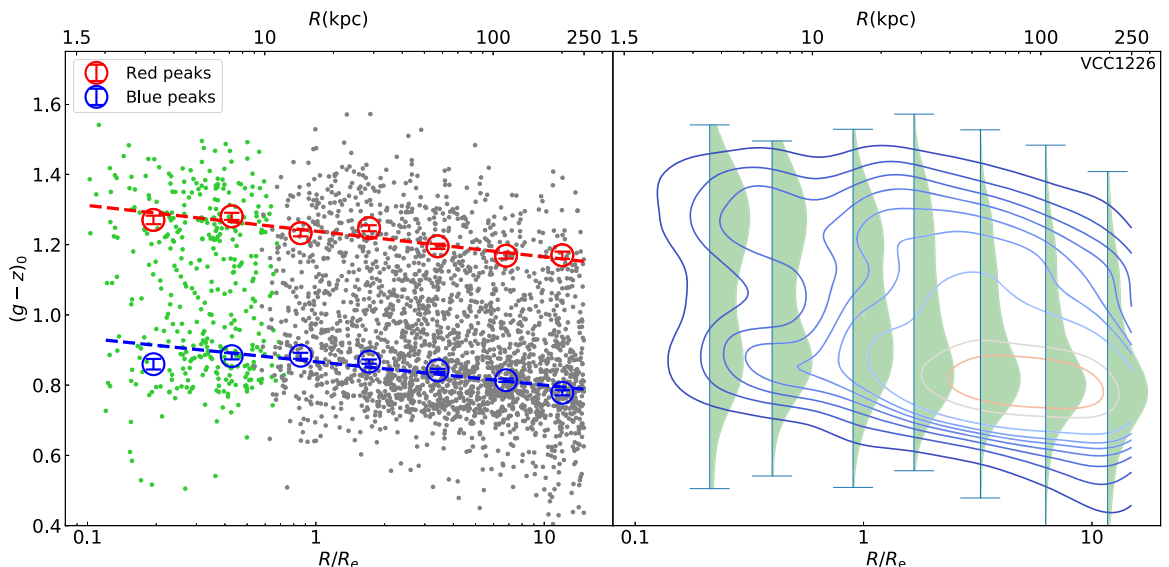 R(kpc)
1.5 10 100 250
R(kpc)
1.5 10 100 250
Red peaks
Blue peaks
VCC1226
1.6
1.4
1.2
1.0
0.8
0.6
0.4
(g − z)₀
0.1 1 10
0.1 1 10
R/Rₑ
R/Rₑ